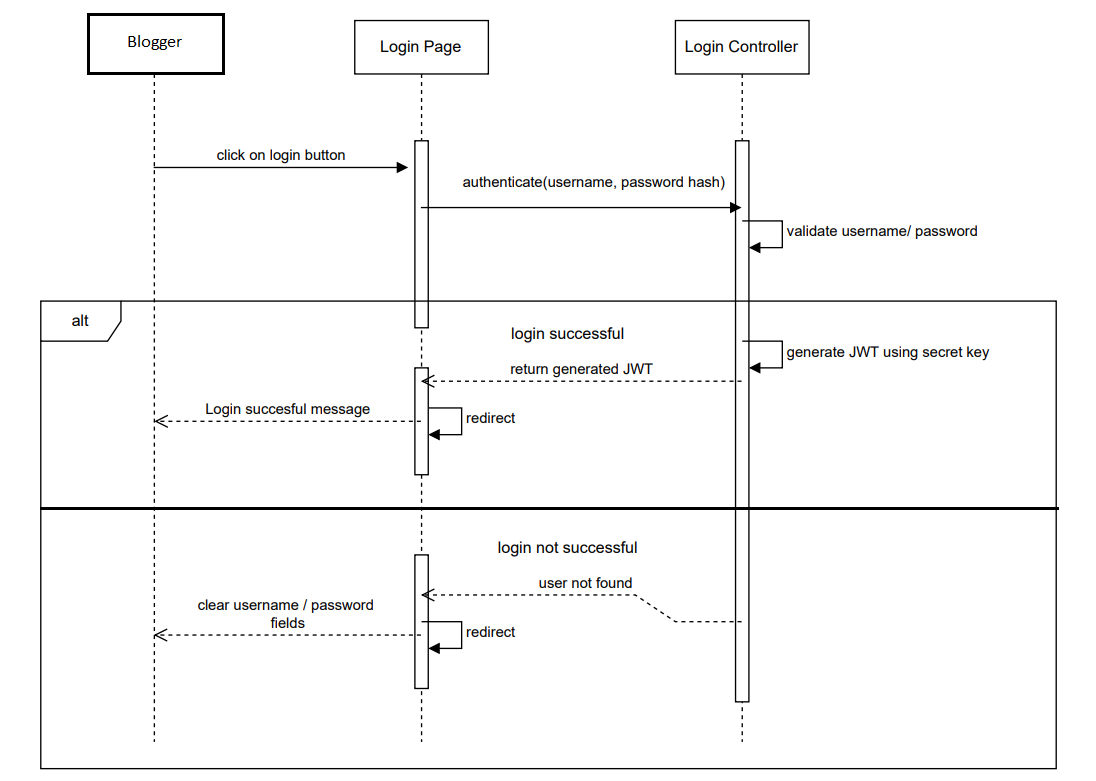 Blogger
Login Page
Login Controller
click on login button
authenticate(username, password hash)
validate username/ password
alt
login successful
generate JWT using secret key
return generated JWT
Login succesful message
redirect
login not successful
user not found
clear username / password
fields
redirect